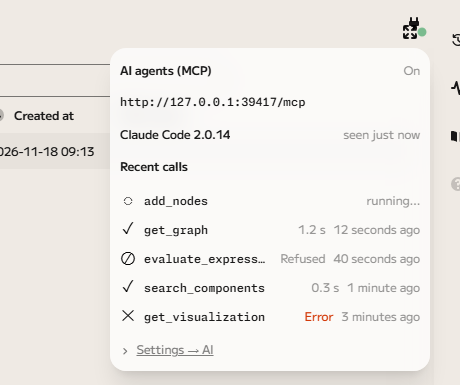 AI agents (MCP) On
http://127.0.0.1:39417/mcp
Created at
Claude Code 2.0.14 seen just now
026-11-18 09:13
Recent calls
add_nodes running...
get_graph 1.2 s 12 seconds ago
evaluate_express… Refused 40 seconds ago
search_components 0.3 s 1 minute ago
get_visualization Error 3 minutes ago
› Settings → AI